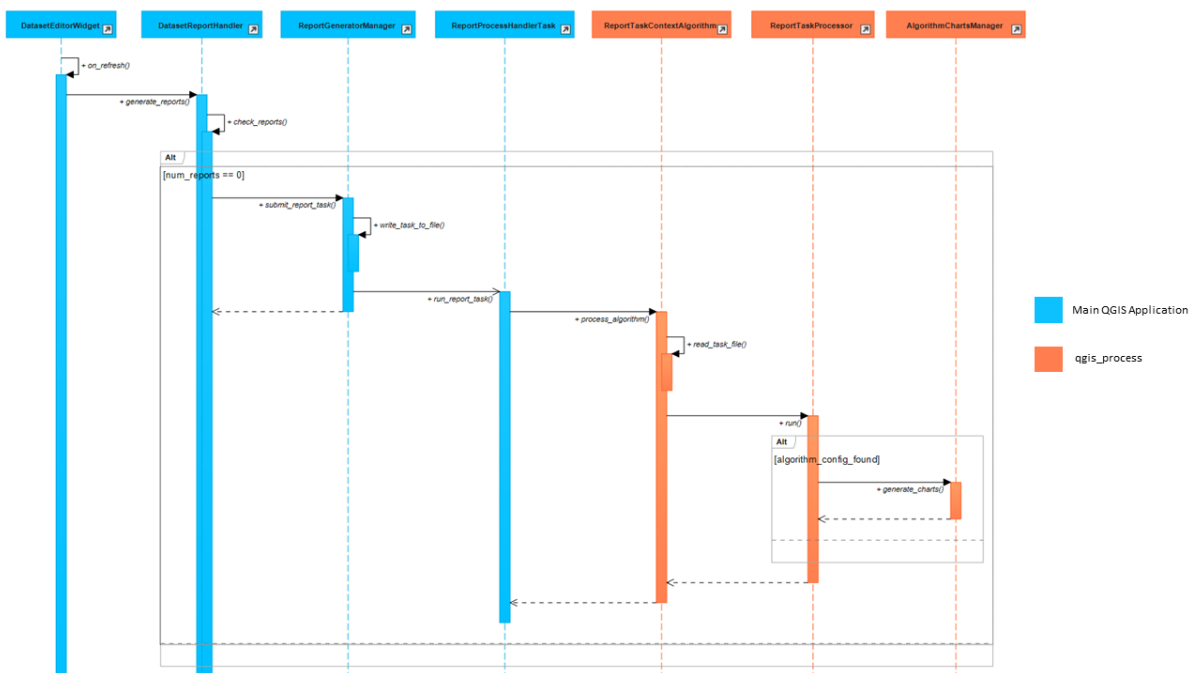 DatasetEditorWidget
DatasetReportHandler
ReportGeneratorManager
ReportProcessHandlerTask
ReportTaskContextAlgorithm
ReportTaskProcessor
AlgorithmChartsManager
+ on_refresh()
+ generate_reports()
+ check_reports()
Alt
[num_reports == 0]
+ submit_report_task()
+ write_task_to_file()
+ run_report_task()
+ process_algorithm()
+ read_task_file()
+ run()
Alt
[algorithm_config_found]
+ generate_charts()
Main QGIS Application
qgis_process